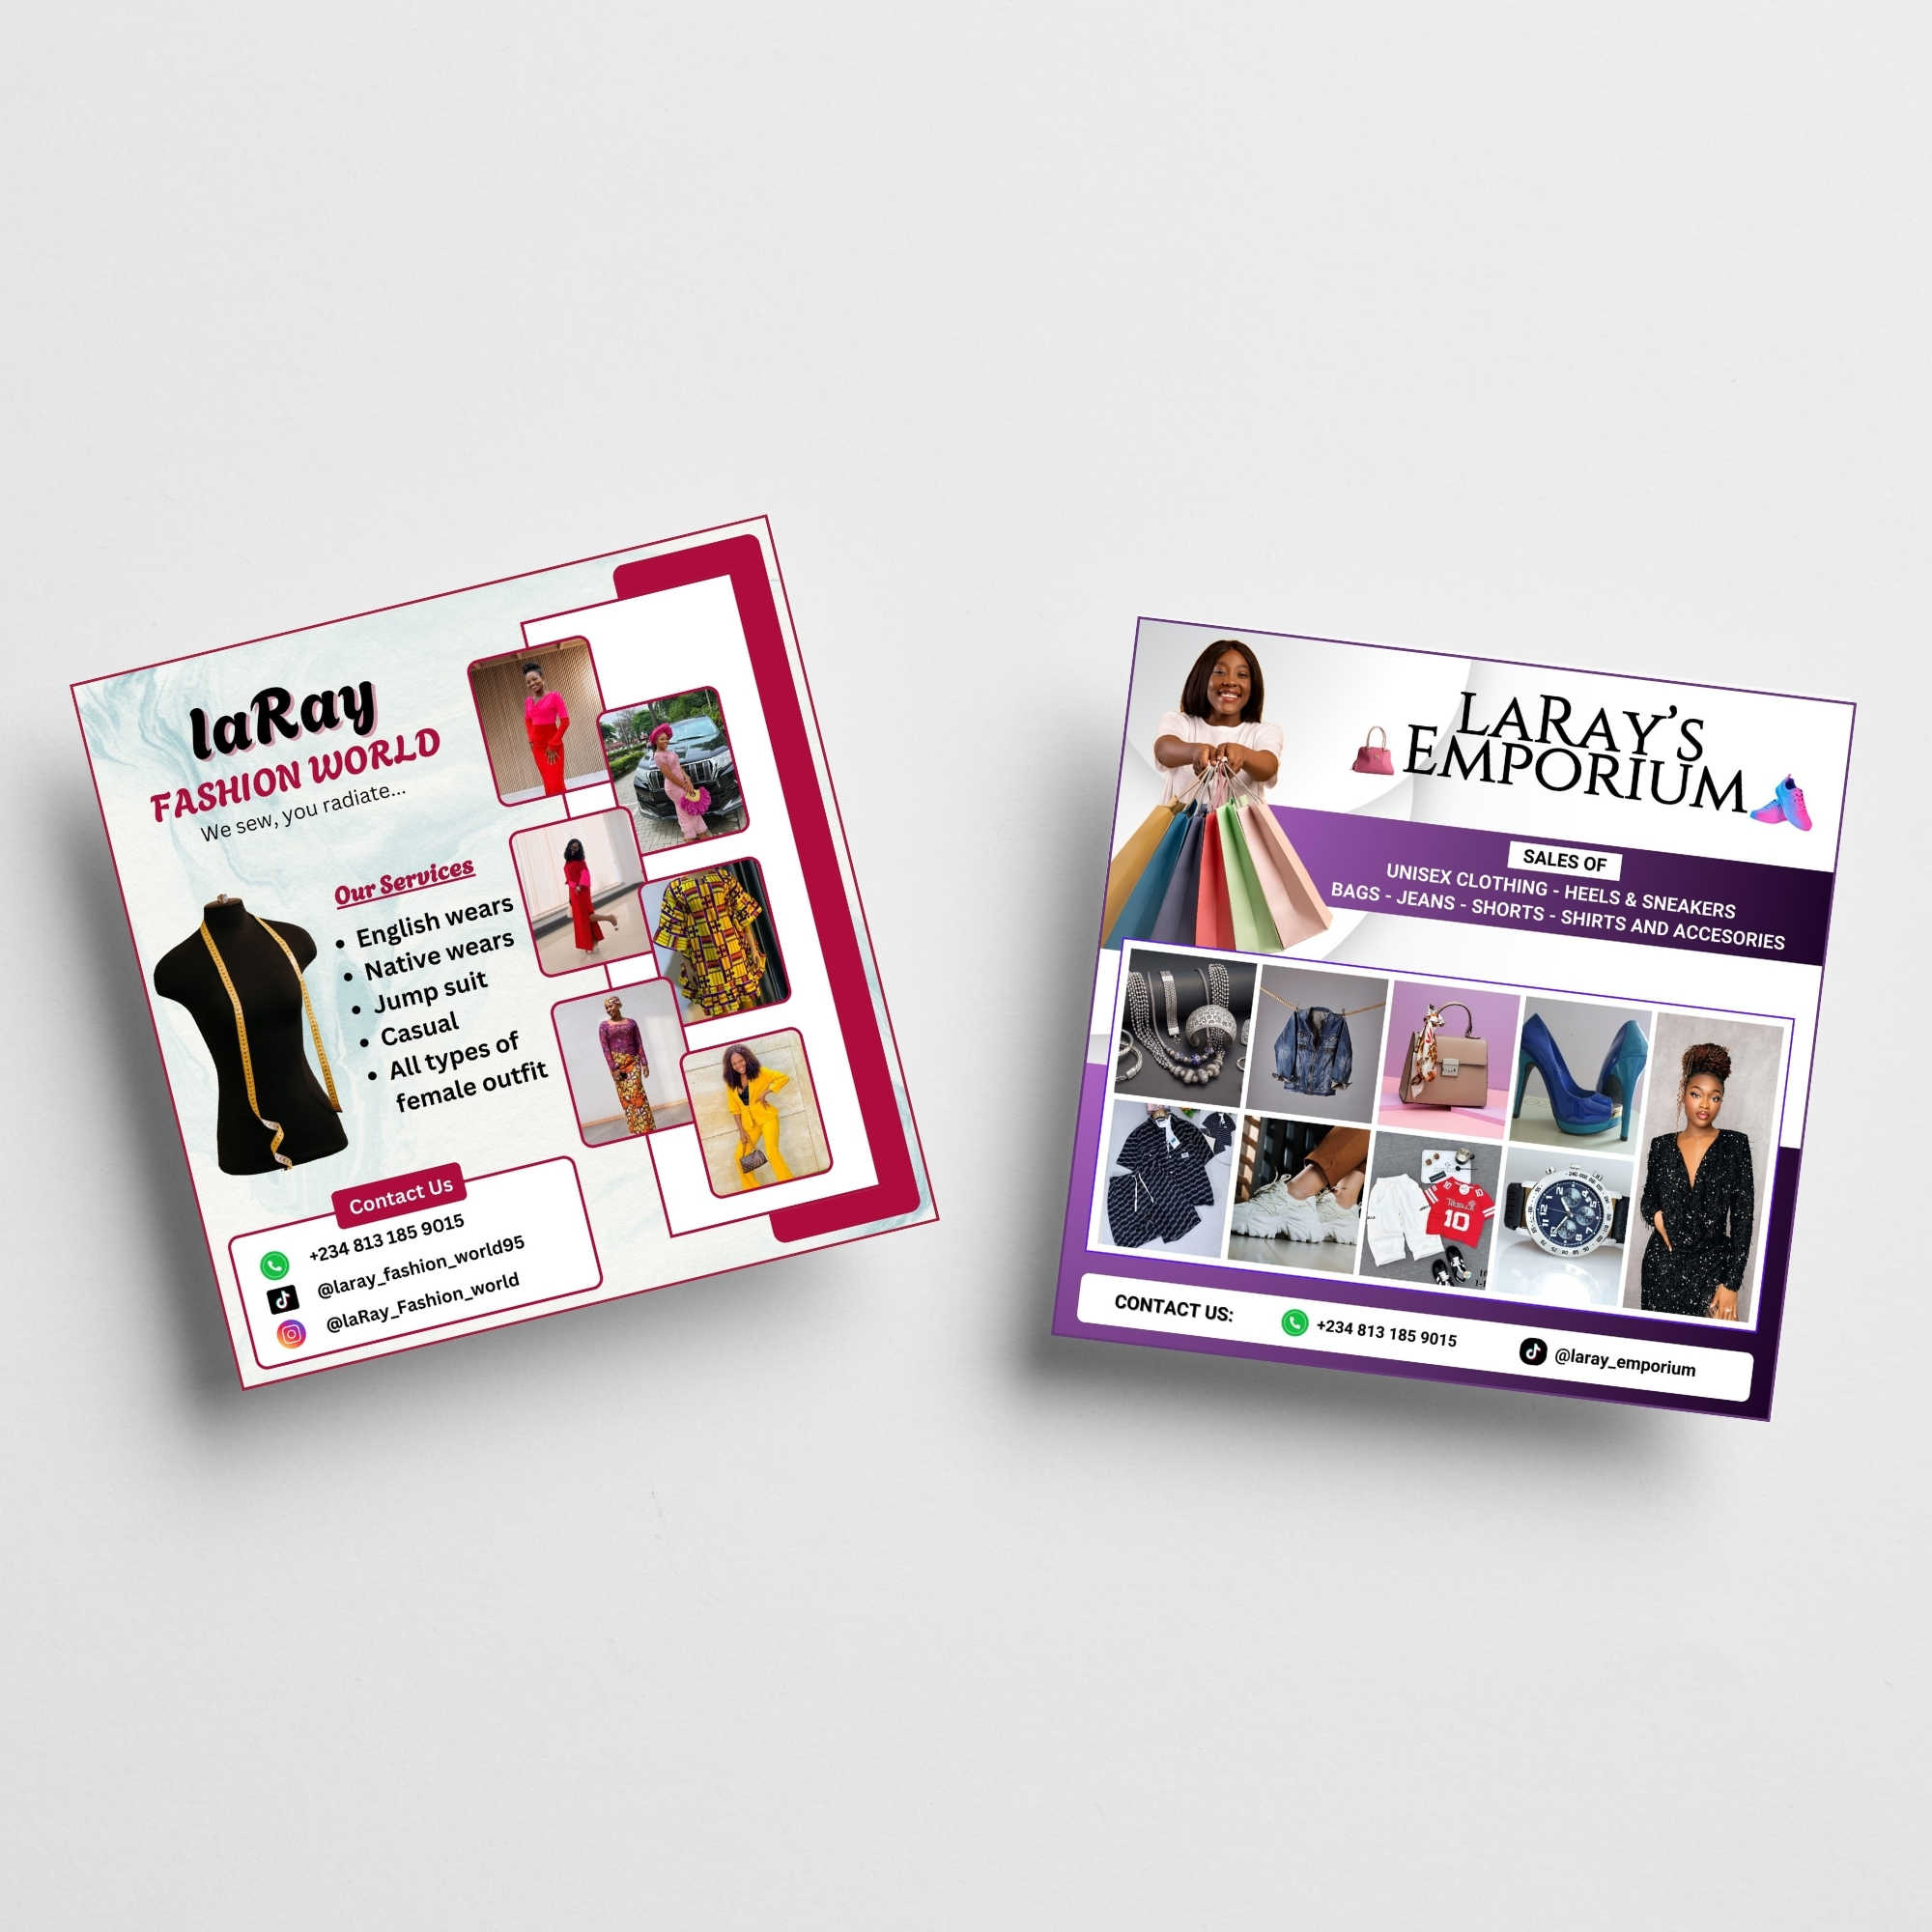 laRay
FASHION WORLD
We sew, you radiate...
Our Services
• English wears
• Native wears
• Jump suit
• Casual
• All types of
female outfit
Contact Us
+234 813 185 9015
@laray_fashion_world95
@laRay_Fashion_world
LARAY'S
EMPORIUM
SALES OF
UNISEX CLOTHING - HEELS & SNEAKERS
BAGS - JEANS - SHORTS - SHIRTS AND ACCESORIES
10
CONTACT US:
+234 813 185 9015
@laray_emporium